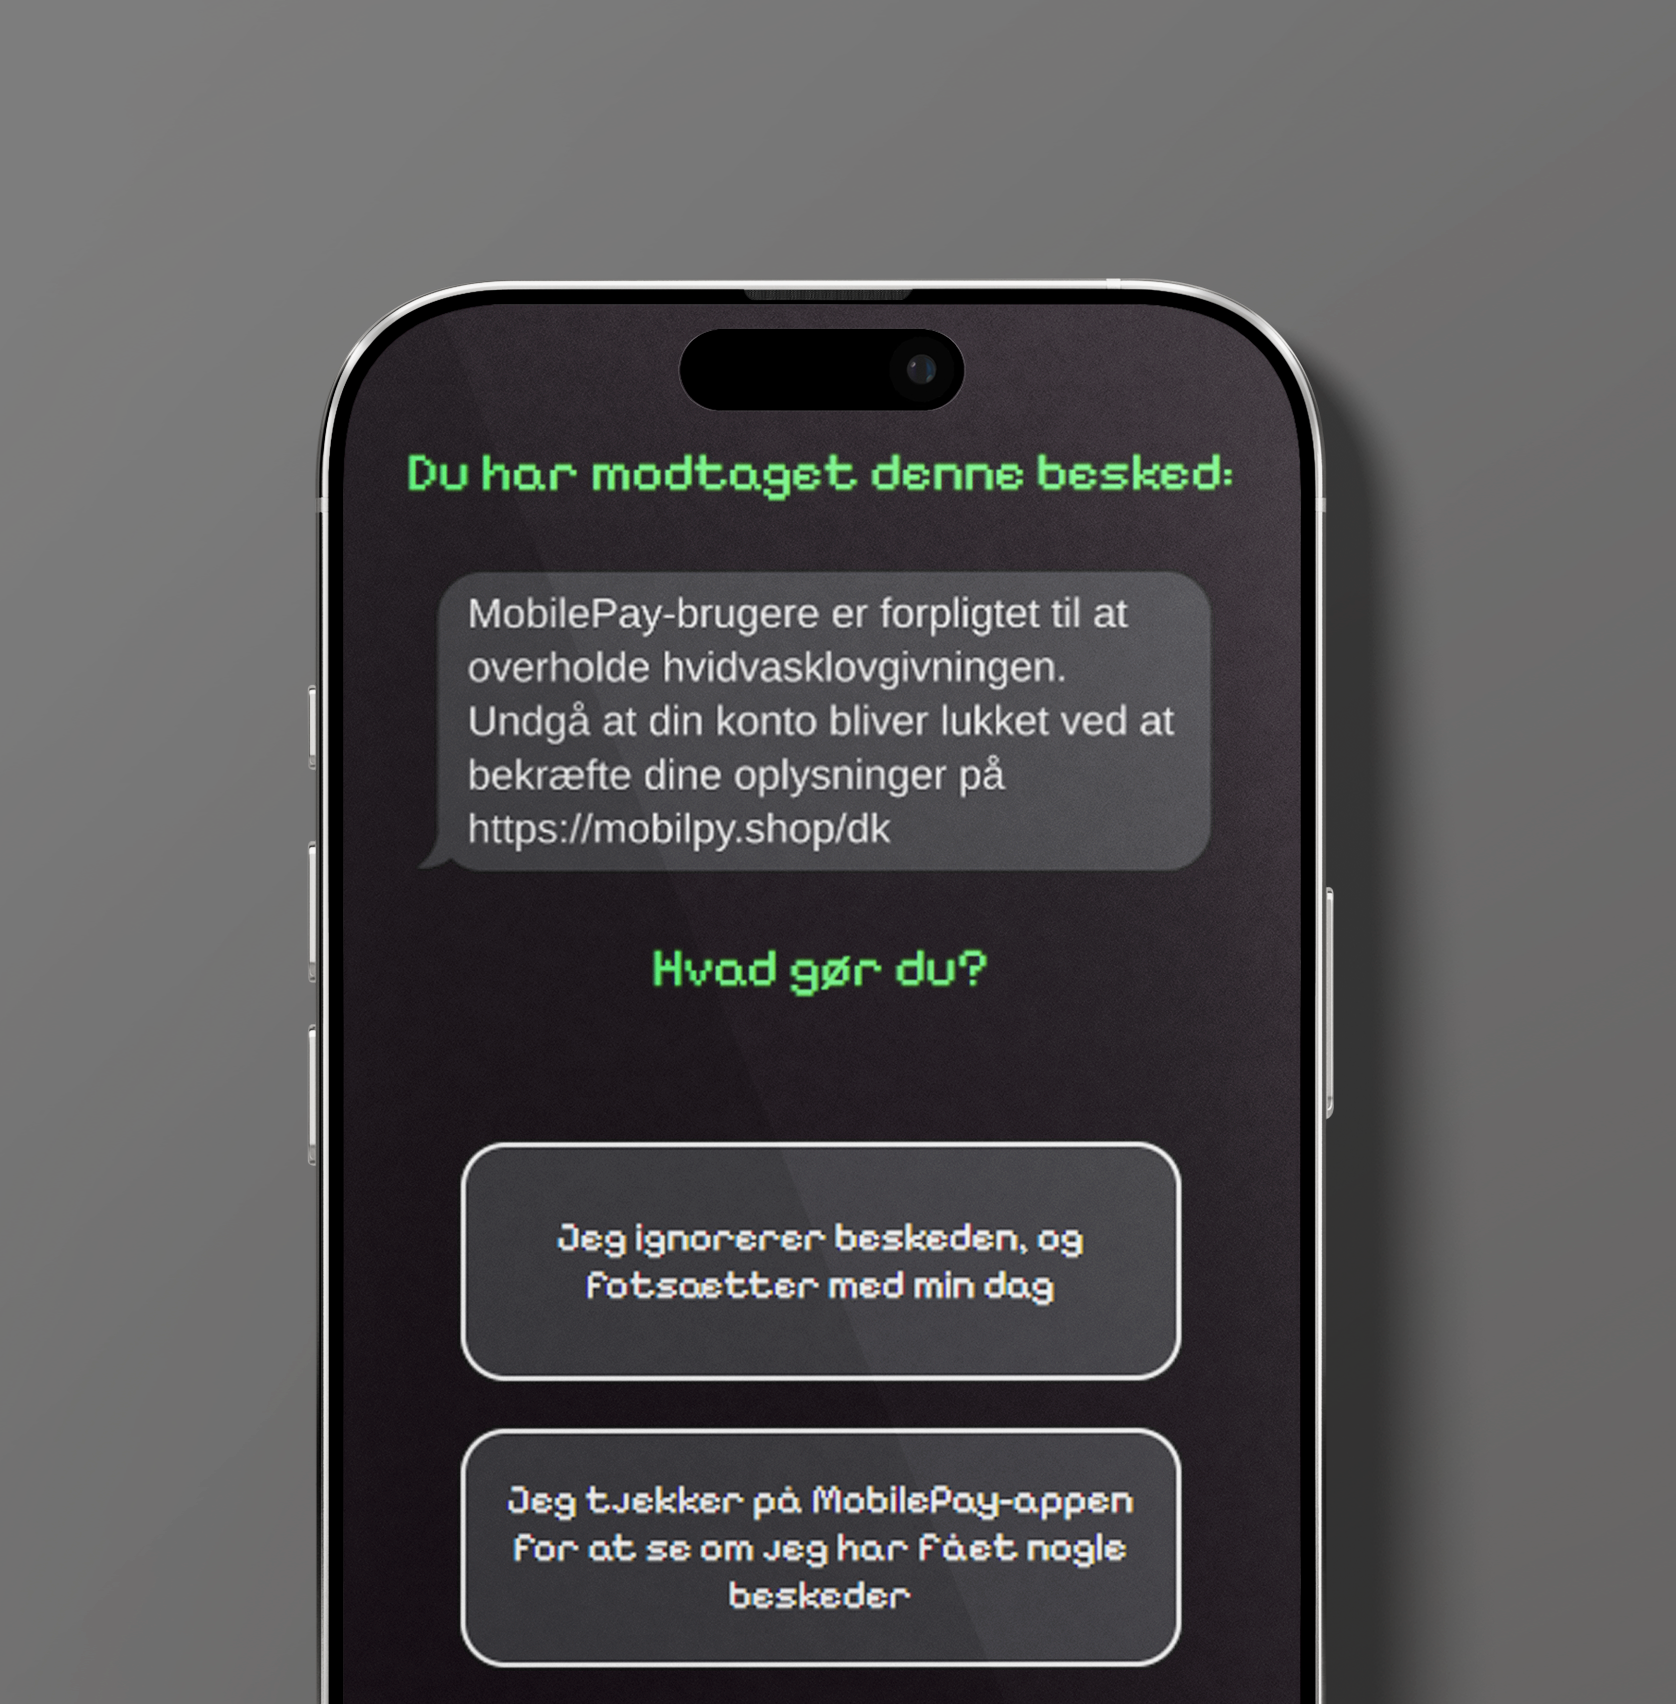 Du har modtaget denne besked:
MobilePay-brugere er forpligtet til at
overholde hvidvasklovgivningen.
Undgå at din konto bliver lukket ved at
bekræfte dine oplysninger på
https://mobilpy.shop/dk
Hvad gør du?
Jeg ignorerer beskeden, og
fotsætter med min dag
Jeg tjekker på MobilePay-appen
for at se om jeg har fået nogle
beskeder